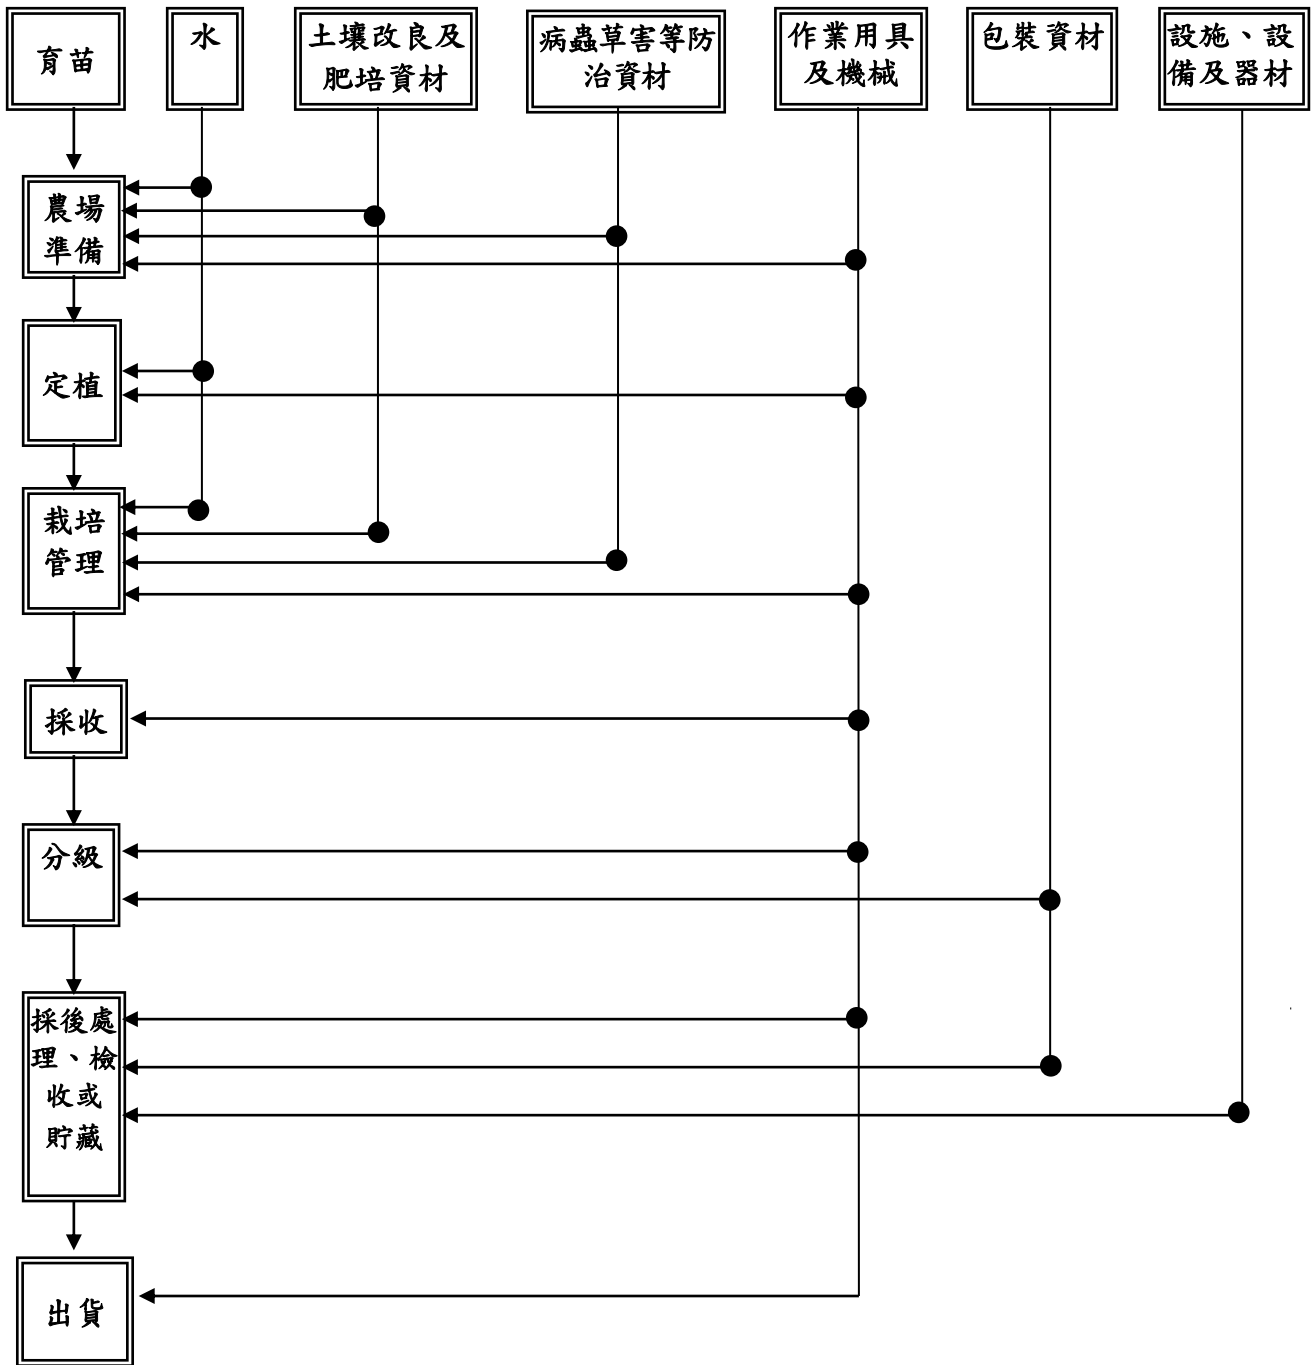 育苗
水
土壤改良及
肥培資材
病蟲草害等防
治資材
作業用具
及機械
包裝資材
設施、設
備及器材
農場
準備
定植
栽培
管理
採收
分級
採後處
理、檢
收或
貯藏
出貨